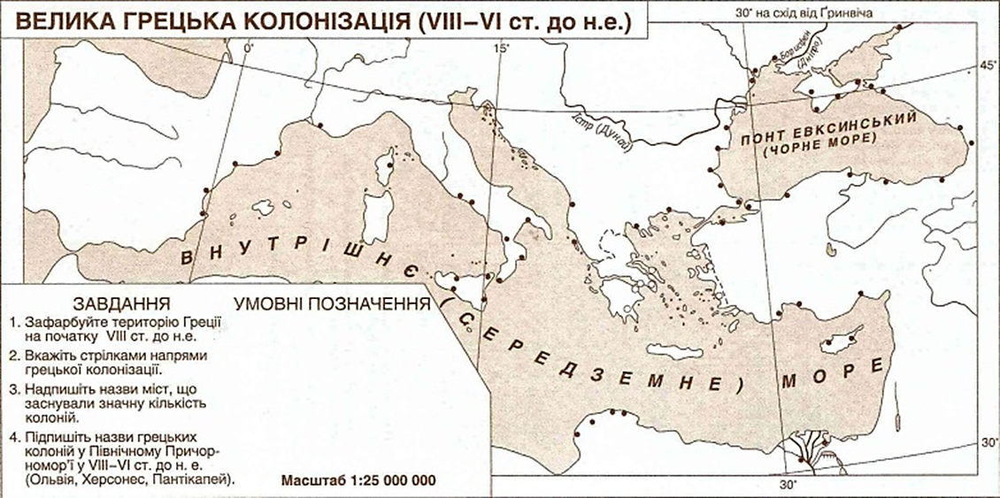 ВЕЛИКА ГРЕЦЬКА КОЛОНІЗАЦІЯ (VIII–VI ст. до н.е.)
30° на схід від Ґринвіча
0°
15°
45°
Борисфен
(Дніпро)
Істр (Дунай)
ПОНТ ЕВКСИНСЬКИЙ
(ЧОРНЕ МОРЕ)
ВНУТРІШНЄ (СЕРЕДЗЕМНЕ) МОРЕ
ЗАВДАННЯ
1. Зафарбуйте територію Греції
на початку VIII ст. до н.е.
2. Вкажіть стрілками напрями
грецької колонізації.
3. Надпишіть назви міст, що
заснували значну кількість
колоній.
4. Підпишіть назви грецьких
колоній у Північному Причор-
номор'ї у VIII–VI ст. до н. е.
(Ольвія, Херсонес, Пантікапей).
УМОВНІ ПОЗНАЧЕННЯ
Масштаб 1:25 000 000
30°
30°